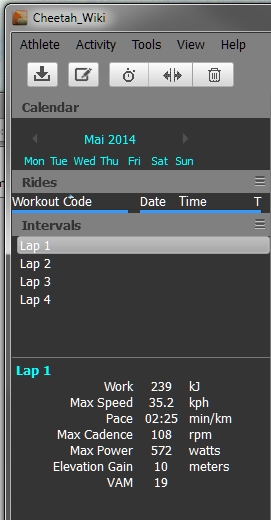 Cheetah_Wiki
Athlete Activity Tools View Help
Calendar
Mai 2014
Mon Tue Wed Thu Fri Sat Sun
Rides
Workout Code Date Time T
Intervals
Lap 1
Lap 2
Lap 3
Lap 4
Lap 1
Work 239 kJ
Max Speed 35.2 kph
Pace 02:25 min/km
Max Cadence 108 rpm
Max Power 572 watts
Elevation Gain 10 meters
VAM 19